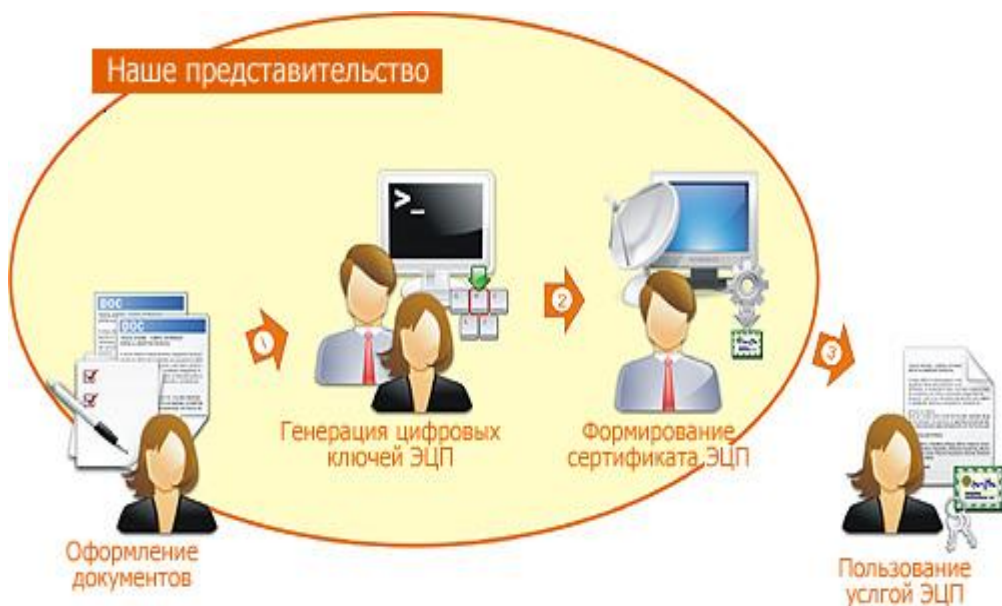 Наше представительство
>_
DOC
DOC
1
2
3
Генерация цифровых
ключей ЭЦП
Формирование
сертификата ЭЦП
Оформление
документов
Пользование
услгой ЭЦП